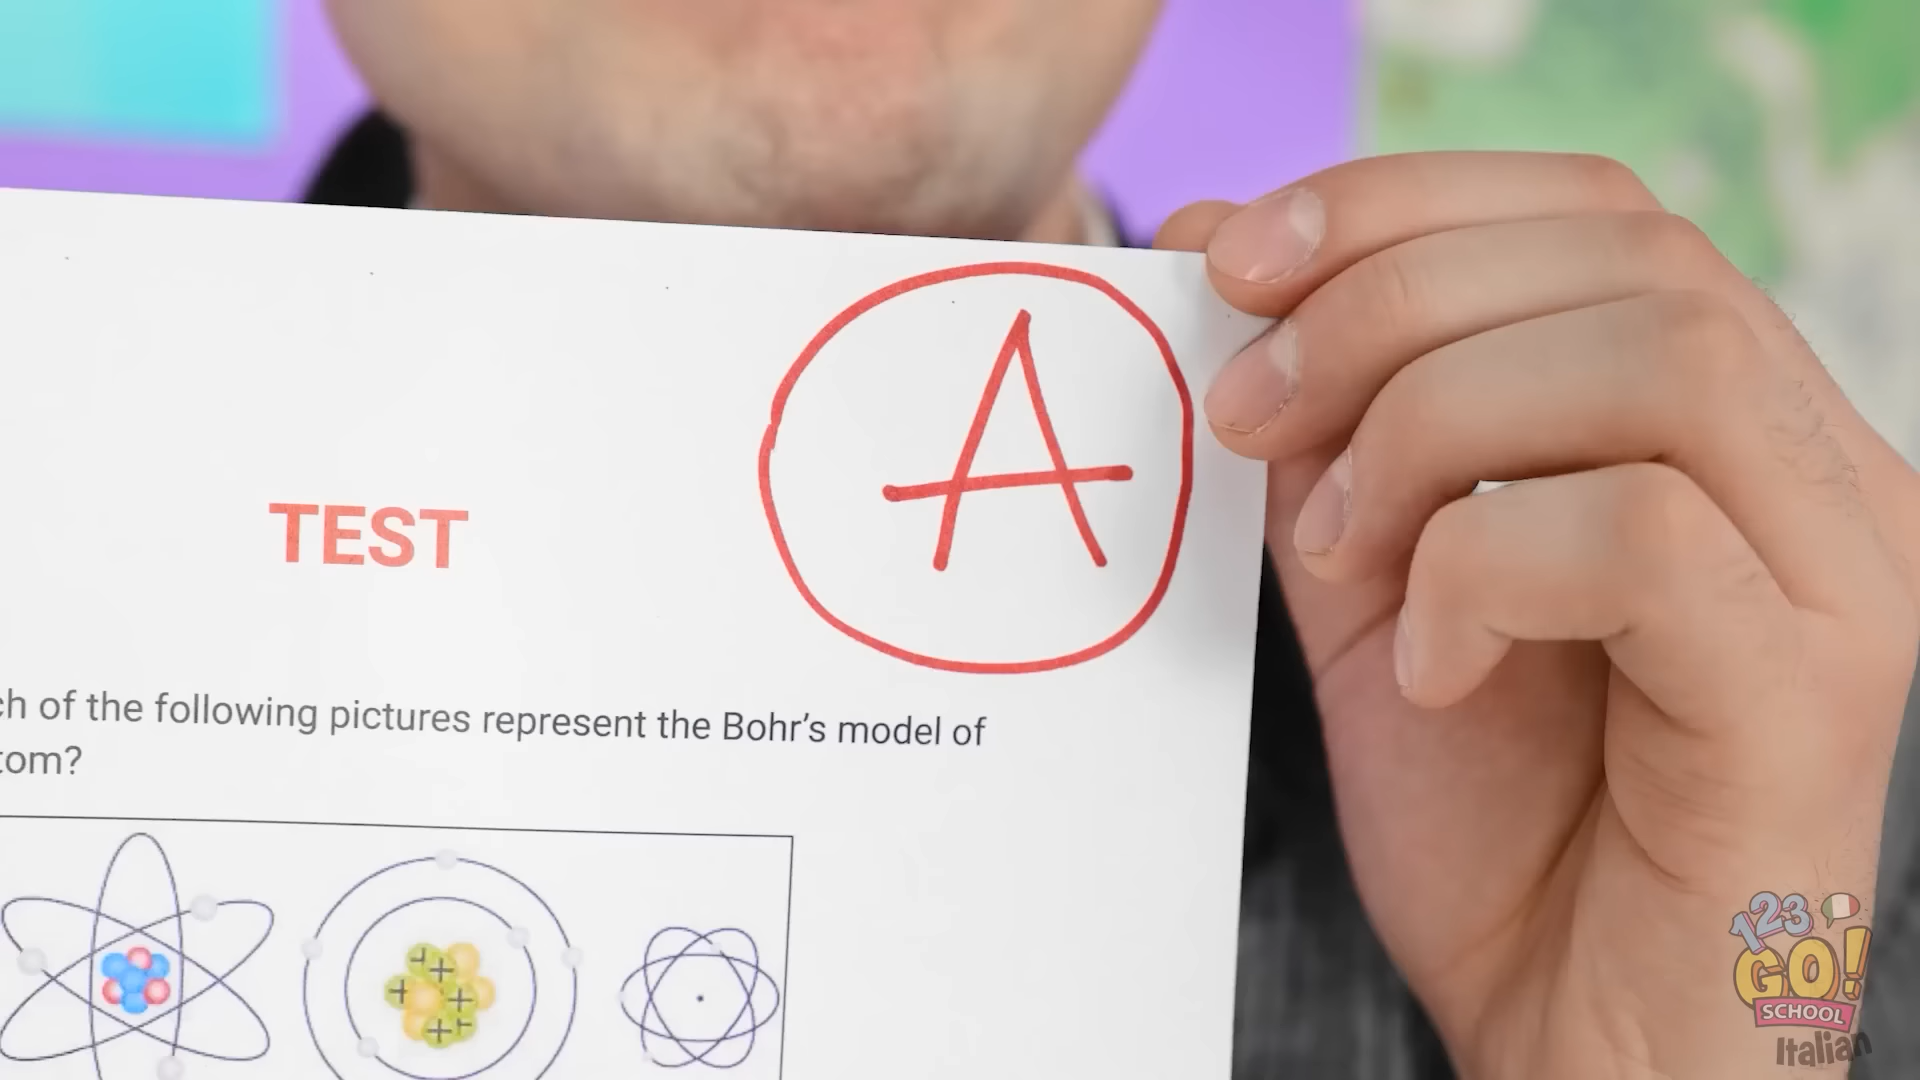 A
TEST
ch of the following pictures represent the Bohr's model of
tom?
123
GO!
SCHOOL
Italian